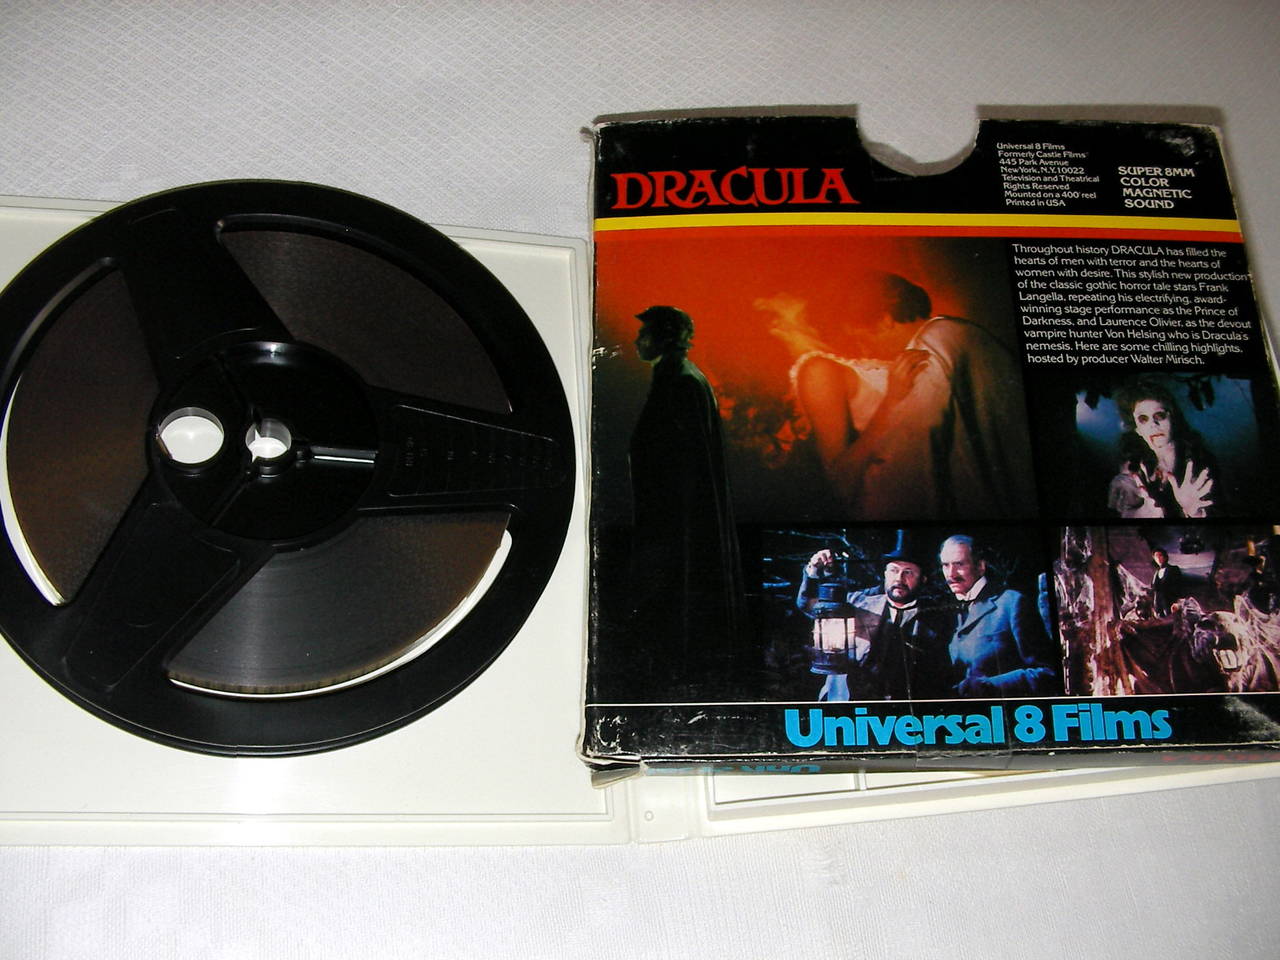 DRACULA
Universal 8 Films
Formerly Castle Films
445 Park Avenue
New York, N.Y. 10022
Television and Theatrical
Rights Reserved
Mounted on a 400' reel
Printed in USA
SUPER 8MM
COLOR
MAGNETIC
SOUND
Throughout history DRACULA has filled the
hearts of men with terror and the hearts of
women with desire. This stylish new production
of the classic gothic horror tale stars Frank
Langella, repeating his electrifying, award-
winning stage performance as the Prince of
Darkness, and Laurence Olivier, as the devout
vampire hunter Von Helsing who is Dracula's
nemesis. Here are some chilling highlights,
hosted by producer Walter Mirisch.
Universal 8 Films